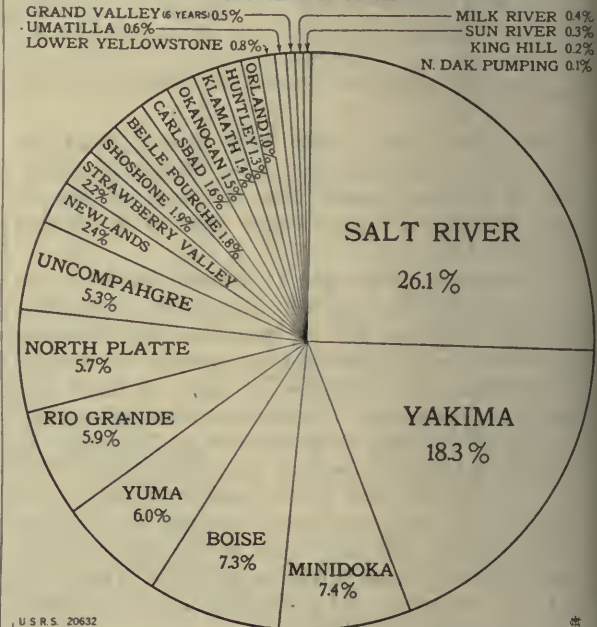 GRAND VALLEY (6 YEARS) 0.5%
UMATILLA 0.6%
LOWER YELLOWSTONE 0.8%
MILK RIVER 0.4%
SUN RIVER 0.3%
KING HILL 0.2%
N. DAK. PUMPING 0.1%
ORLAND 1.0%
HUNTLEY 1.3%
KLAMATH 1.4%
OKANOGAN 1.5%
CARLSBAD 1.6%
BELLE FOURCHE 1.8%
SHOSHONE 1.9%
STRAWBERRY VALLEY
2.2%
NEWLANDS
2.4%
UNCOMPAHGRE
5.3%
NORTH PLATTE
5.7%
RIO GRANDE
5.9%
YUMA
6.0%
BOISE
7.3%
MINIDOKA
7.4%
YAKIMA
18.3%
SALT RIVER
26.1%
U.S.R.S. 20632